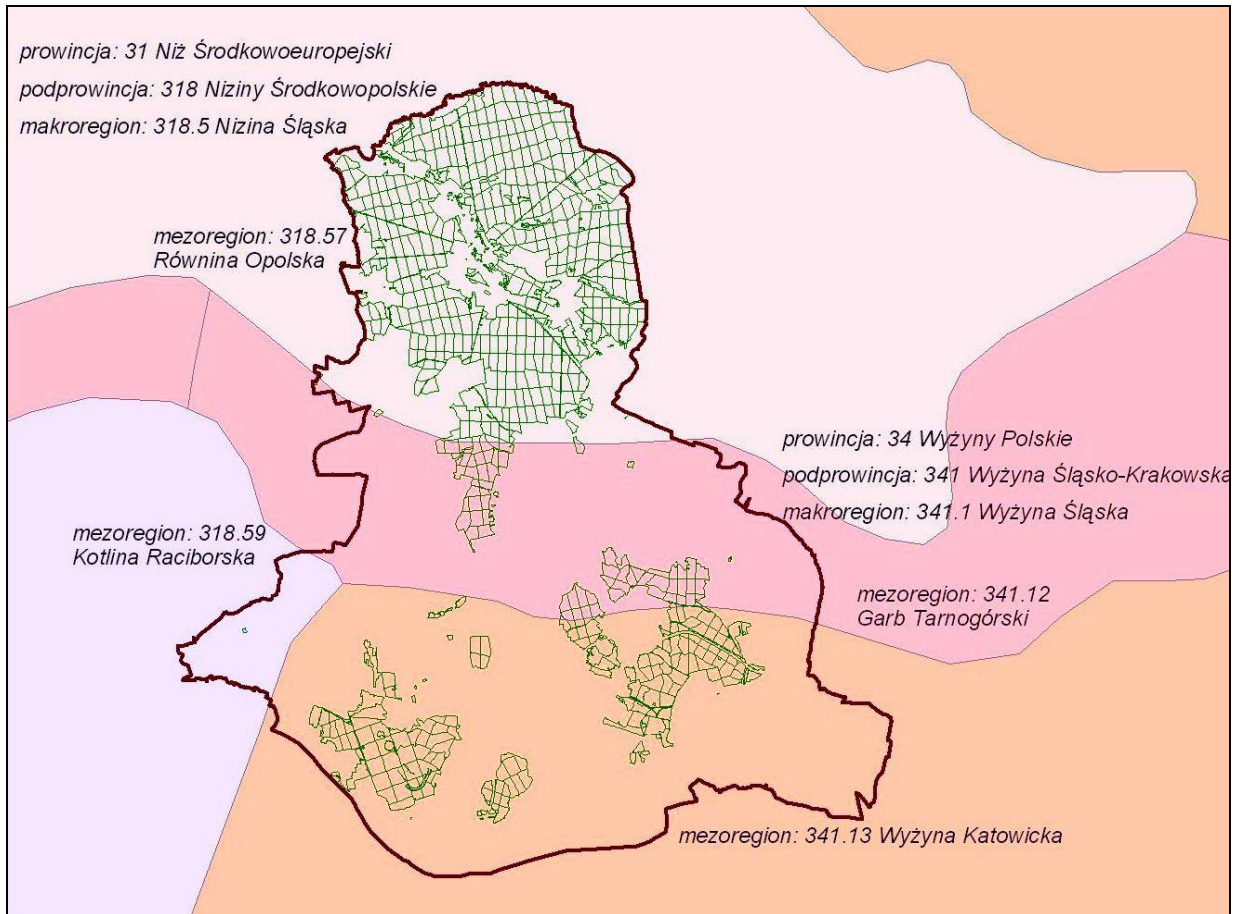 prowincja: 31 Niż Środkowoeuropejski
podprowincja: 318 Niziny Środkowopolskie
makroregion: 318.5 Nizina Śląska
mezoregion: 318.57
Równina Opolska
prowincja: 34 Wyżyny Polskie
podprowincja: 341 Wyżyna Śląsko-Krakowska
makroregion: 341.1 Wyżyna Śląska
mezoregion: 318.59
Kotlina Raciborska
mezoregion: 341.12
Garb Tarnogórski
mezoregion: 341.13 Wyżyna Katowicka